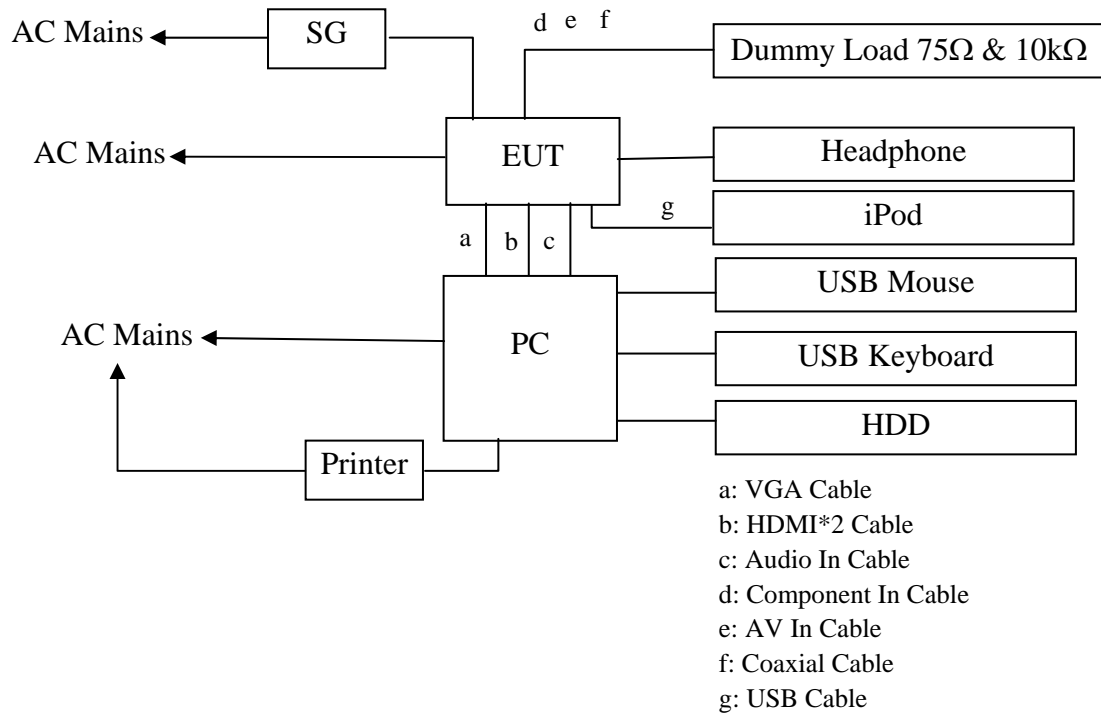 d e f
AC Mains
SG
Dummy Load 75Ω & 10kΩ
AC Mains
EUT
Headphone
g
iPod
a b c
USB Mouse
AC Mains
PC
USB Keyboard
HDD
Printer
a: VGA Cable
b: HDMI*2 Cable
c: Audio In Cable
d: Component In Cable
e: AV In Cable
f: Coaxial Cable
g: USB Cable